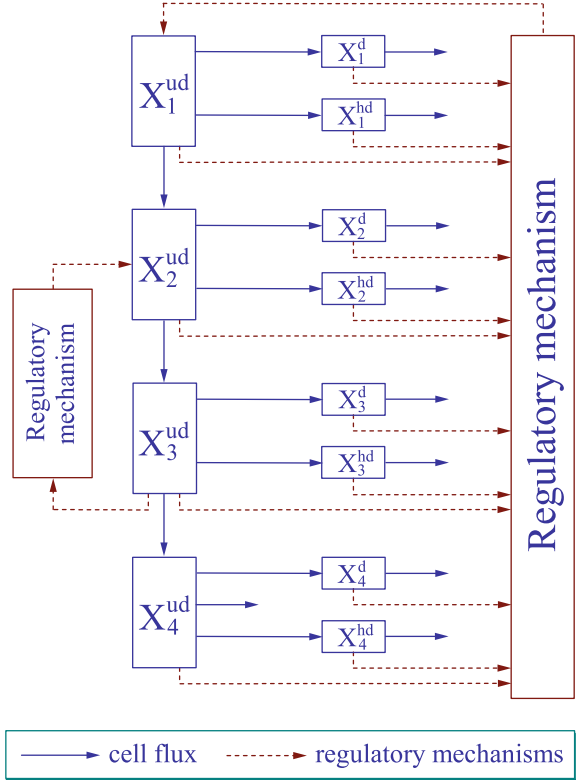 X₁ᵘᵈ
X₁ᵈ
X₁ʰᵈ
X₂ᵘᵈ
X₂ᵈ
X₂ʰᵈ
Regulatory
mechanism
X₃ᵘᵈ
X₃ᵈ
X₃ʰᵈ
X₄ᵘᵈ
X₄ᵈ
X₄ʰᵈ
Regulatory mechanism
cell flux
regulatory mechanisms